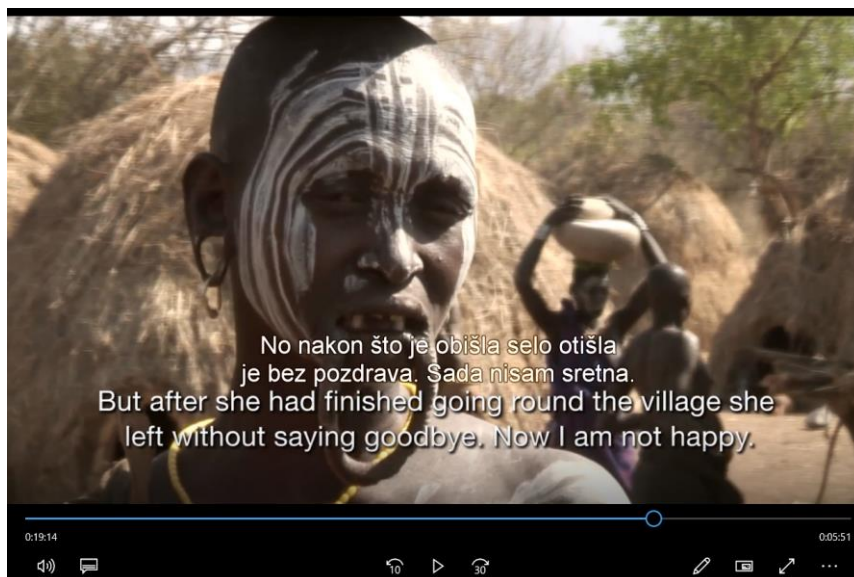 No nakon što je obišla selo otišla
je bez pozdrava. Sada nisam sretna.
But after she had finished going round the village she
left without saying goodbye. Now I am not happy.
0:19:14
0:05:51
10
30